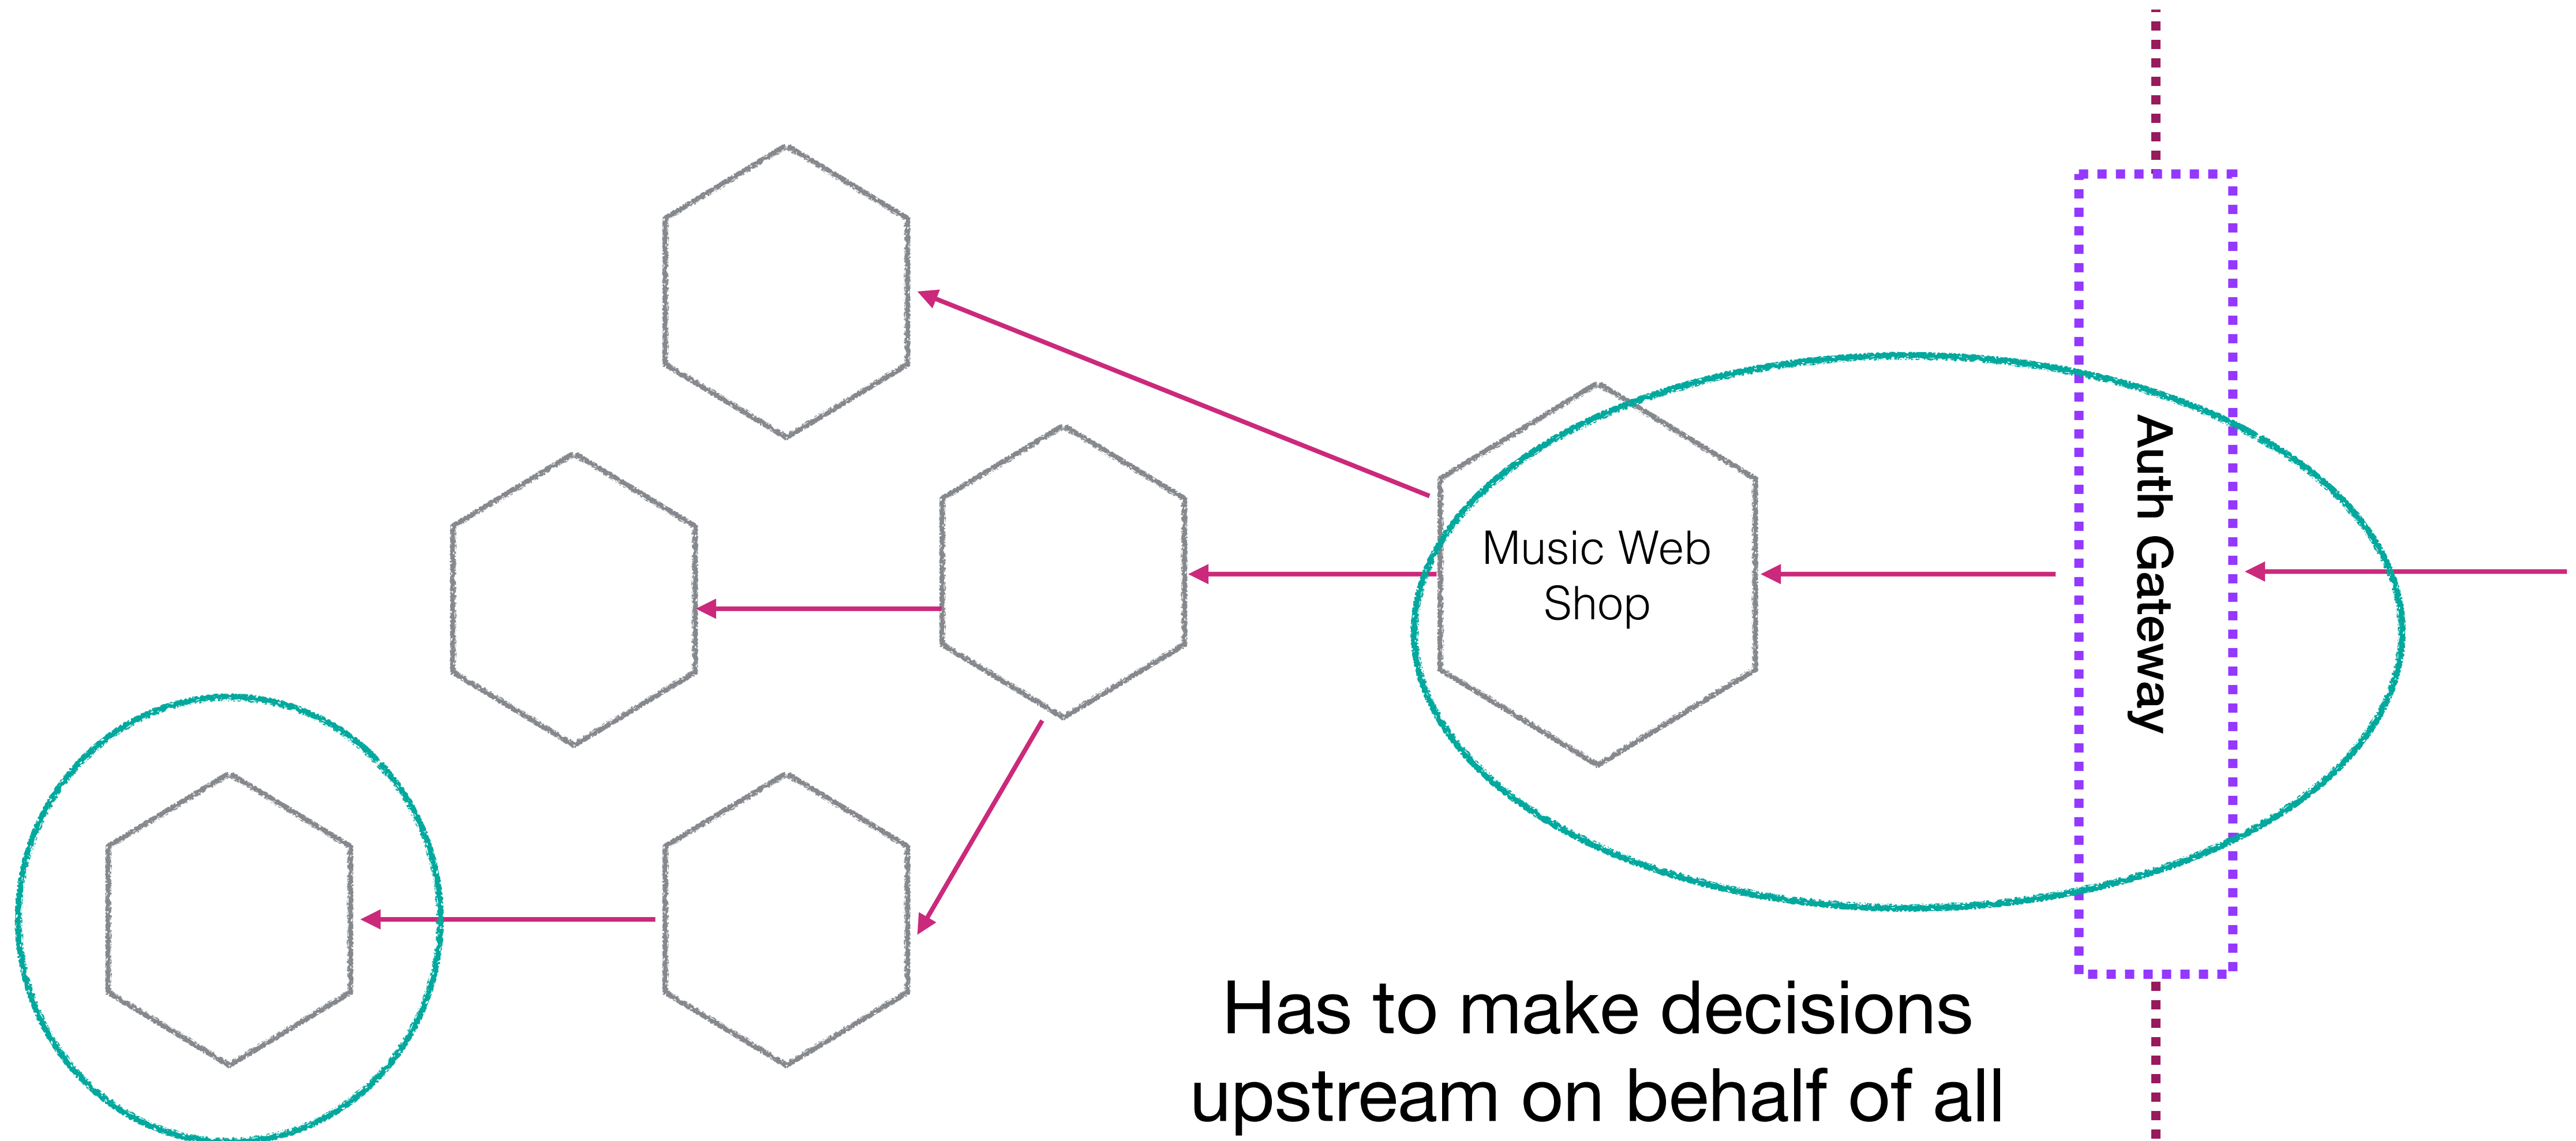 Music Web
Shop
Auth Gateway
Has to make decisions
upstream on behalf of all